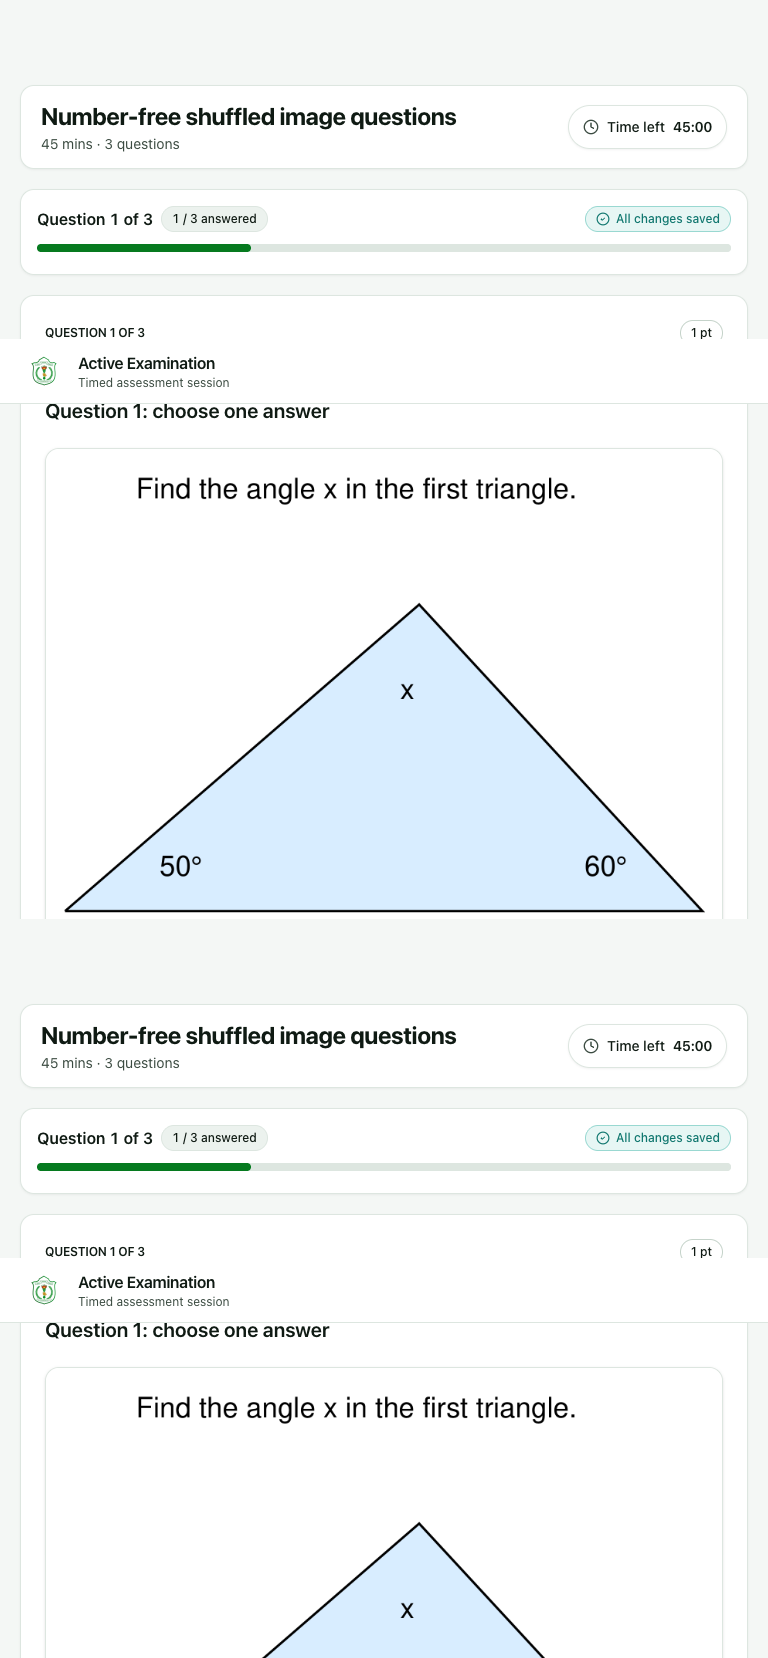 Number-free shuffled image questions
45 mins · 3 questions
Time left 45:00
Question 1 of 3 1 / 3 answered
All changes saved
QUESTION 1 OF 3
1 pt
Active Examination
Timed assessment session
Question 1: choose one answer
Find the angle x in the first triangle.
x
50° 60°
Number-free shuffled image questions
45 mins · 3 questions
Time left 45:00
Question 1 of 3 1 / 3 answered
All changes saved
QUESTION 1 OF 3
1 pt
Active Examination
Timed assessment session
Question 1: choose one answer
Find the angle x in the first triangle.
x